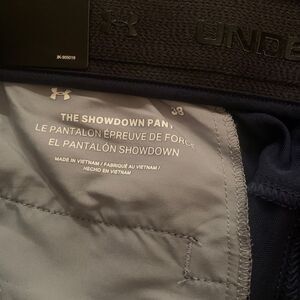 UNDE
38
THE SHOWDOWN PANT
LE PANTALON ÉPREUVE DE FORCE
EL PANTALÓN SHOWDOWN
MADE IN VIETNAM / FABRIQUÉ AU VIETNAM /
HECHO EN VIETNAM